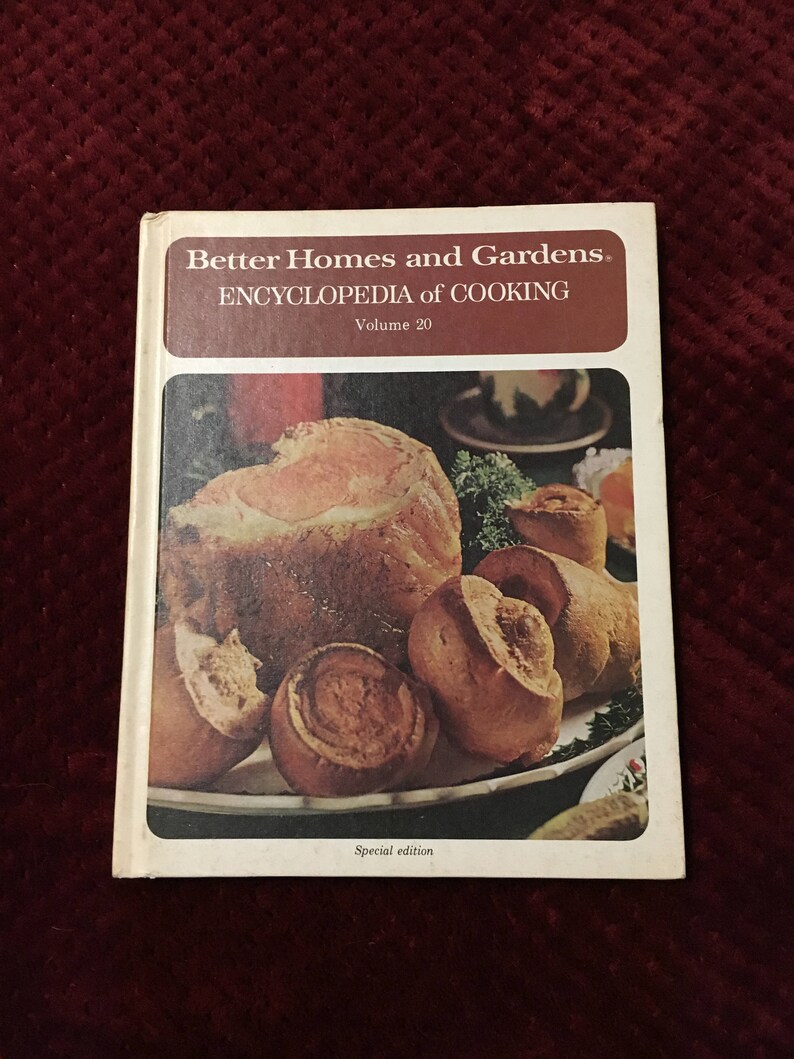 Better Homes and Gardens®
ENCYCLOPEDIA of COOKING
Volume 20
Special edition